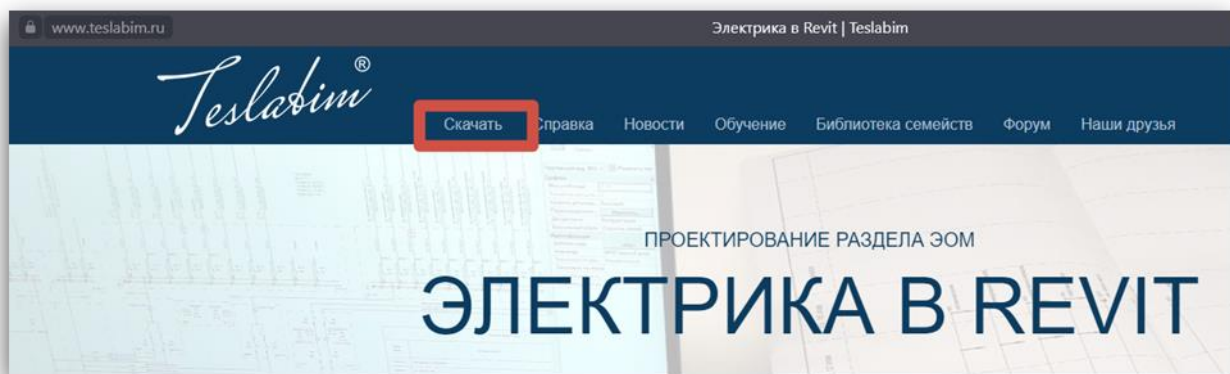 www.teslabim.ru
Электрика в Revit | Teslabim
Teslabim ®
Скачать Справка Новости Обучение Библиотека семейств Форум Наши друзья
ПРОЕКТИРОВАНИЕ РАЗДЕЛА ЭОМ
ЭЛЕКТРИКА В REVIT